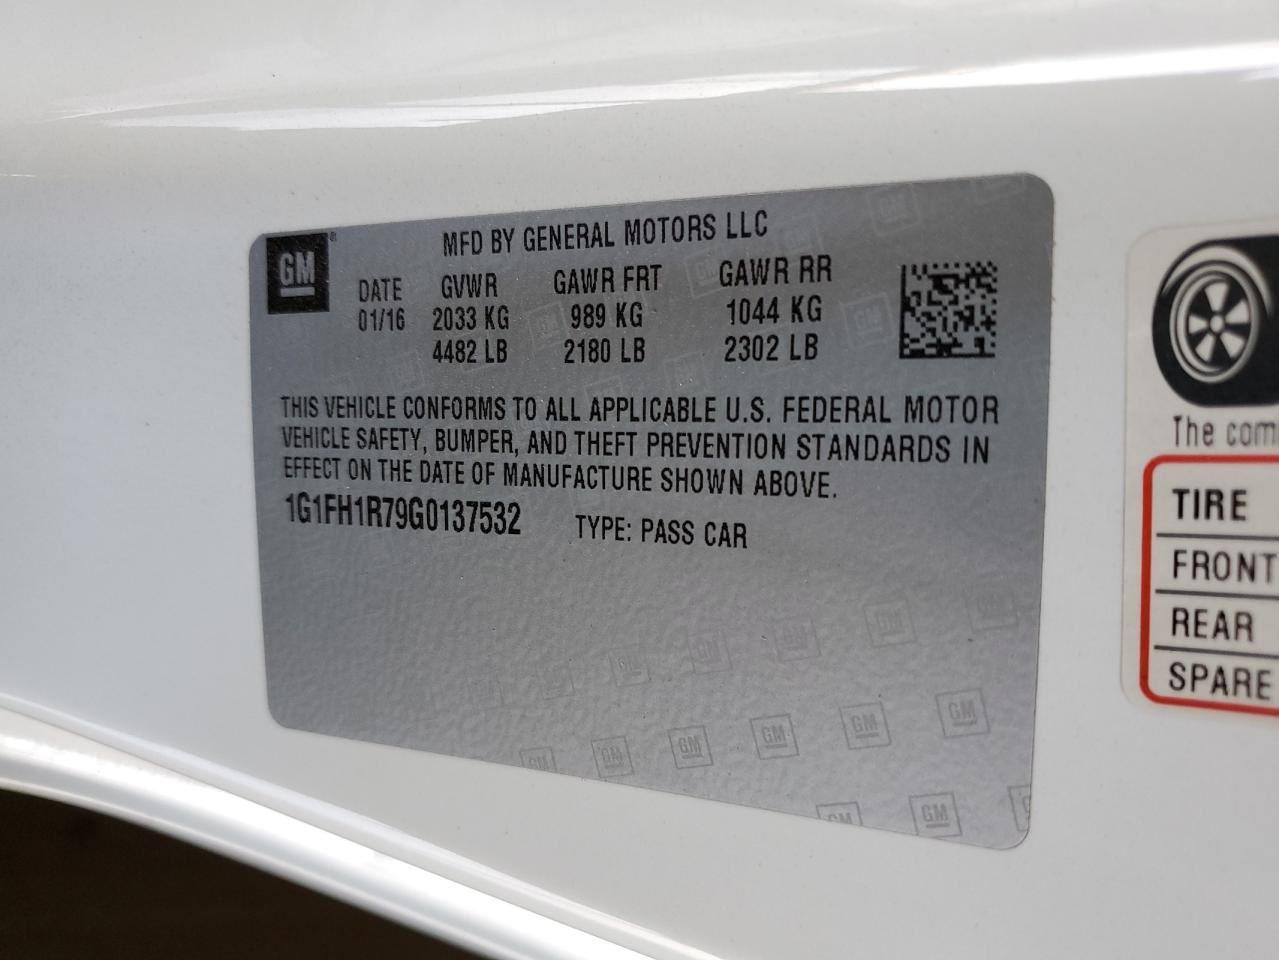 GM
MFD BY GENERAL MOTORS LLC
DATE GVWR GAWR FRT GAWR RR
01/16 2033 KG 989 KG 1044 KG
4482 LB 2180 LB 2302 LB
THIS VEHICLE CONFORMS TO ALL APPLICABLE U.S. FEDERAL MOTOR
VEHICLE SAFETY, BUMPER, AND THEFT PREVENTION STANDARDS IN
EFFECT ON THE DATE OF MANUFACTURE SHOWN ABOVE.
1G1FH1R79G0137532 TYPE: PASS CAR
The com
TIRE
FRONT
REAR
SPARE